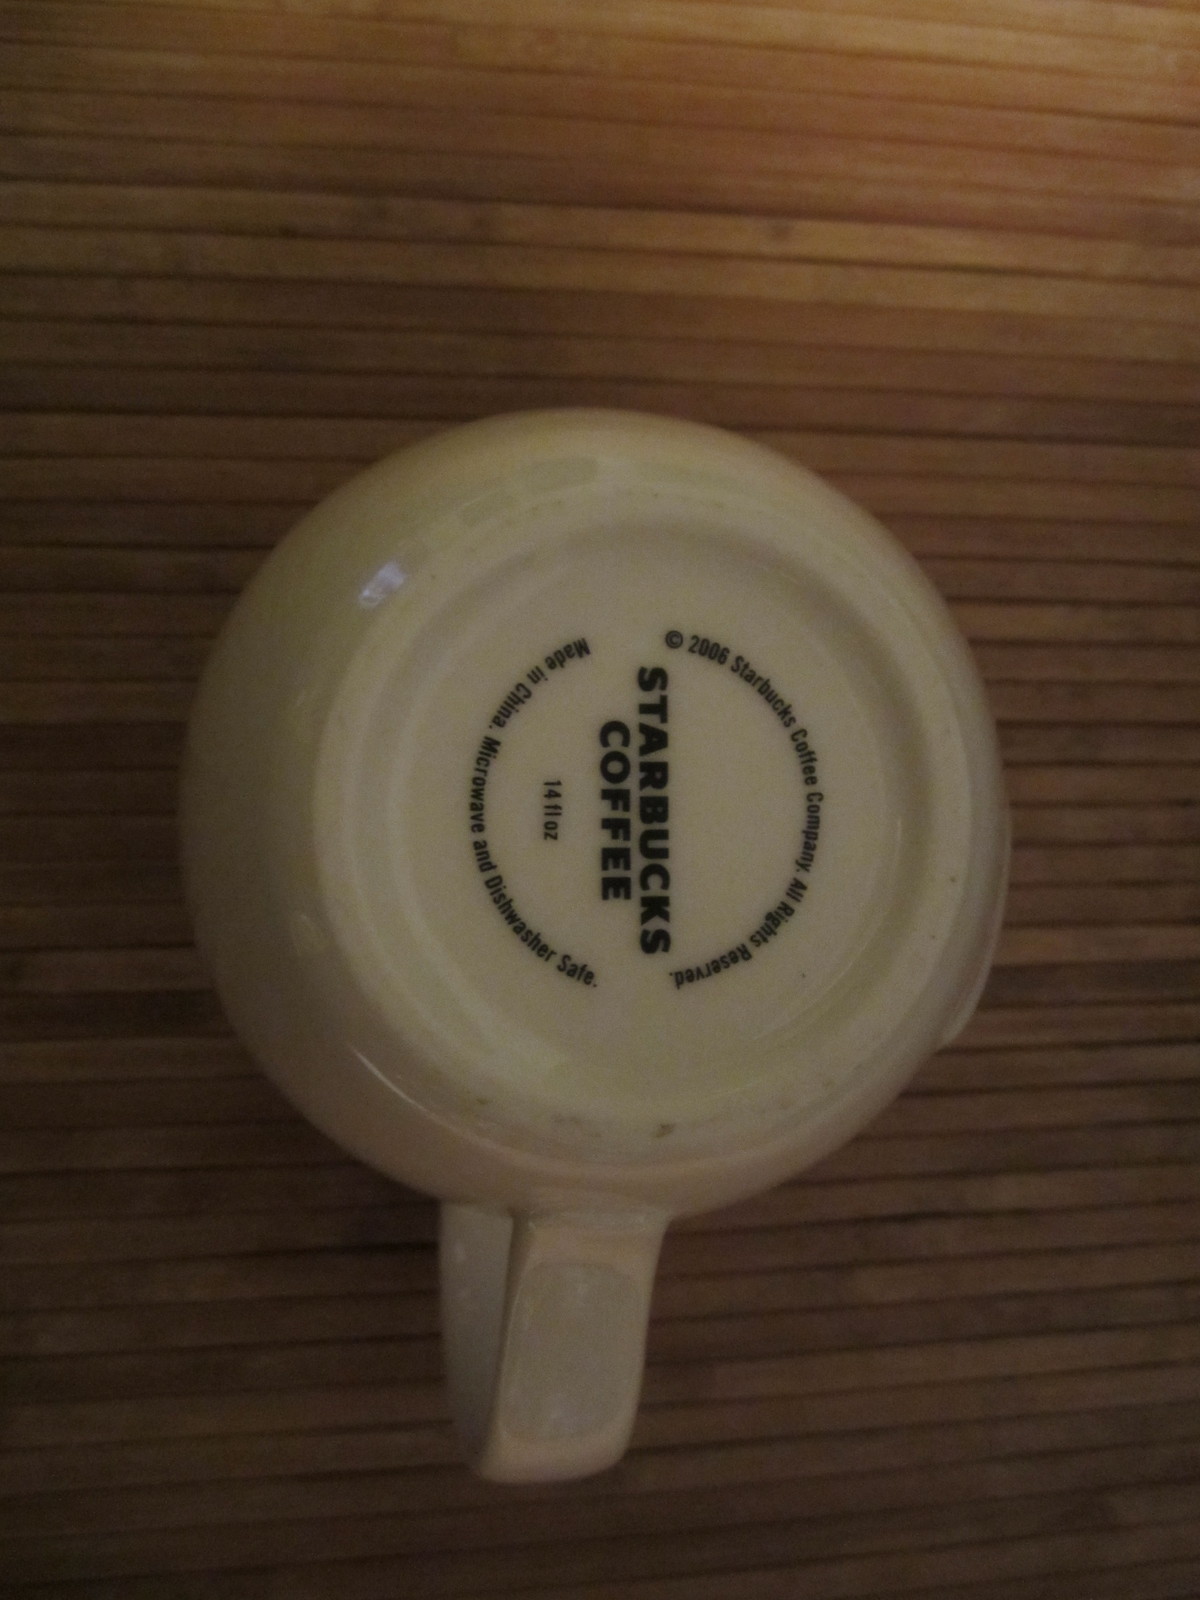 © 2006 Starbucks Coffee Company. All Rights Reserved.
STARBUCKS
COFFEE
14 fl oz
Made in China. Microwave and Dishwasher Safe.